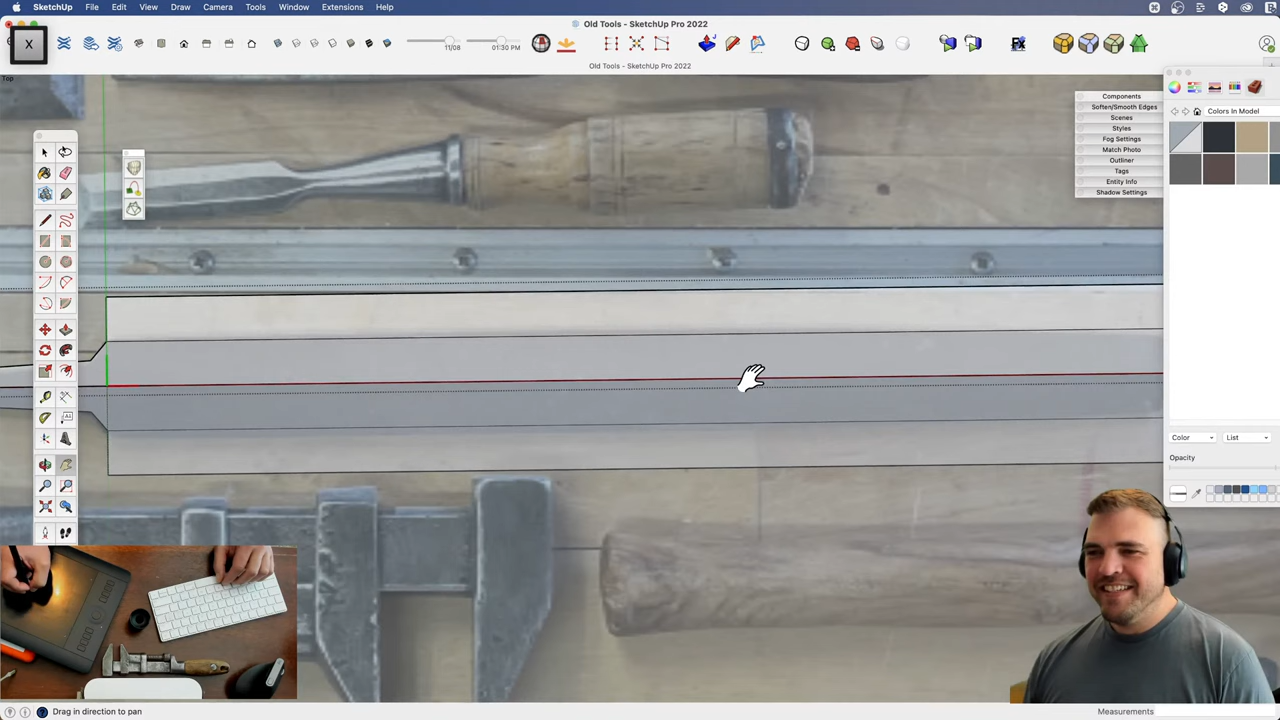 SketchUp File Edit View Draw Camera Tools Window Extensions Help
Old Tools - SketchUp Pro 2022
X
11/08
01:30 PM
Old Tools - SketchUp Pro 2022
Top
Components
Soften/Smooth Edges
Scenes
Styles
Fog Settings
Match Photo
Outliner
Tags
Entity Info
Shadow Settings
Colors In Model
Color
List
Opacity
Drag in direction to pan
Measurements